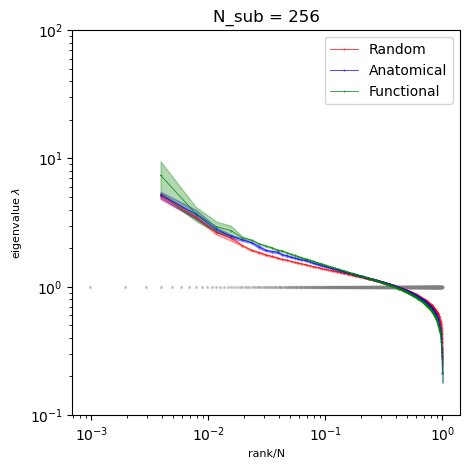 N_sub = 256
10²
10¹
10⁰
10⁻¹
eigenvalue λ
Random
Anatomical
Functional
10⁻³ 10⁻² 10⁻¹ 10⁰
rank/N